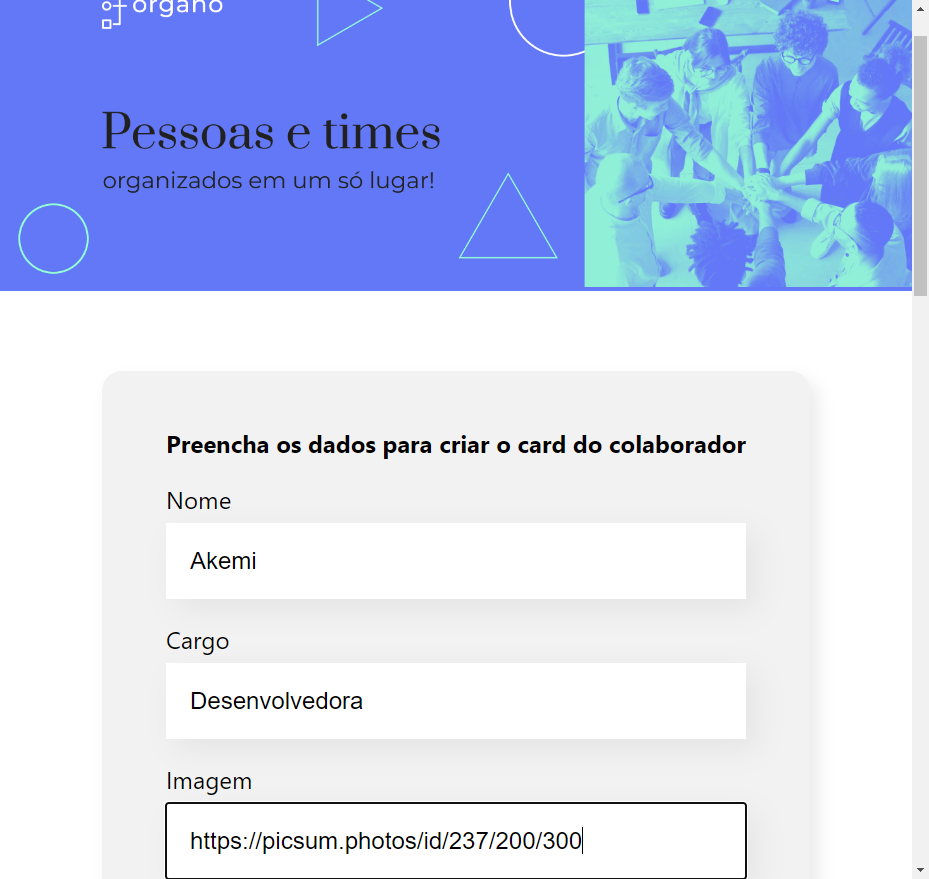 organo
Pessoas e times
organizados em um só lugar!
Preencha os dados para criar o card do colaborador
Nome
Akemi
Cargo
Desenvolvedora
Imagem
https://picsum.photos/id/237/200/300